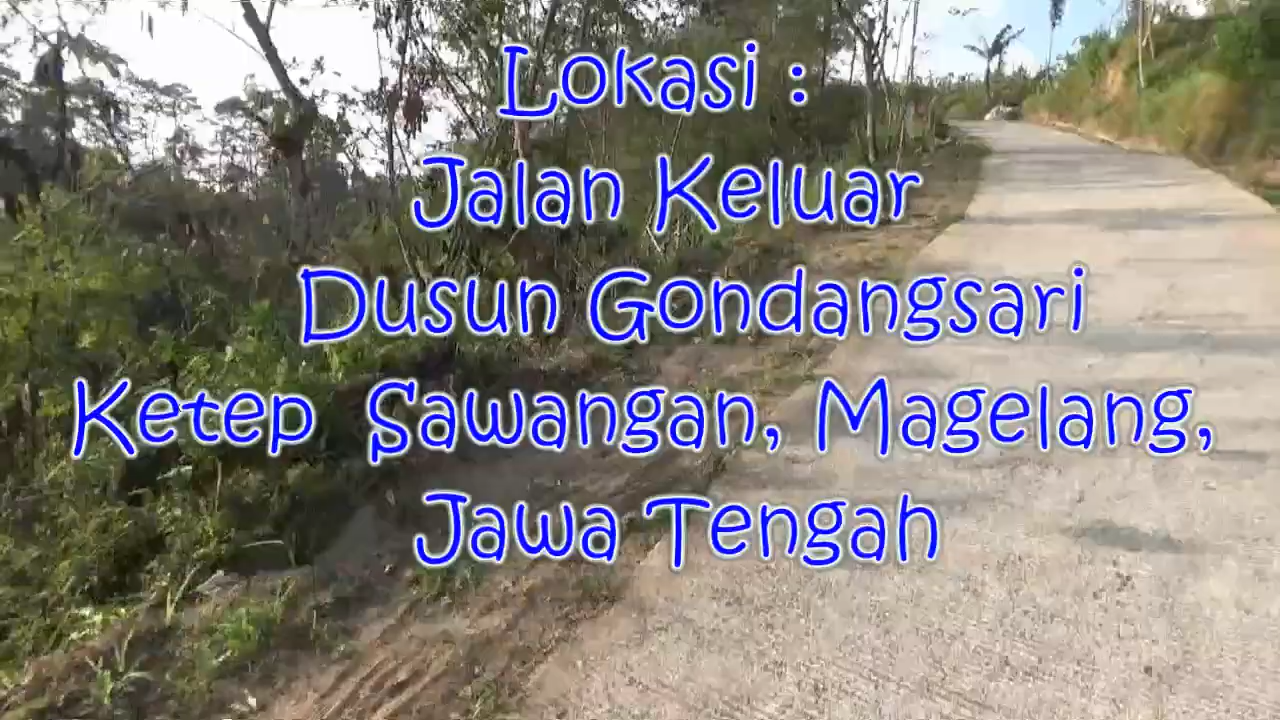 Lokasi :
Jalan Keluar
Dusun Gondangsari
Ketep Sawangan, Magelang,
Jawa Tengah